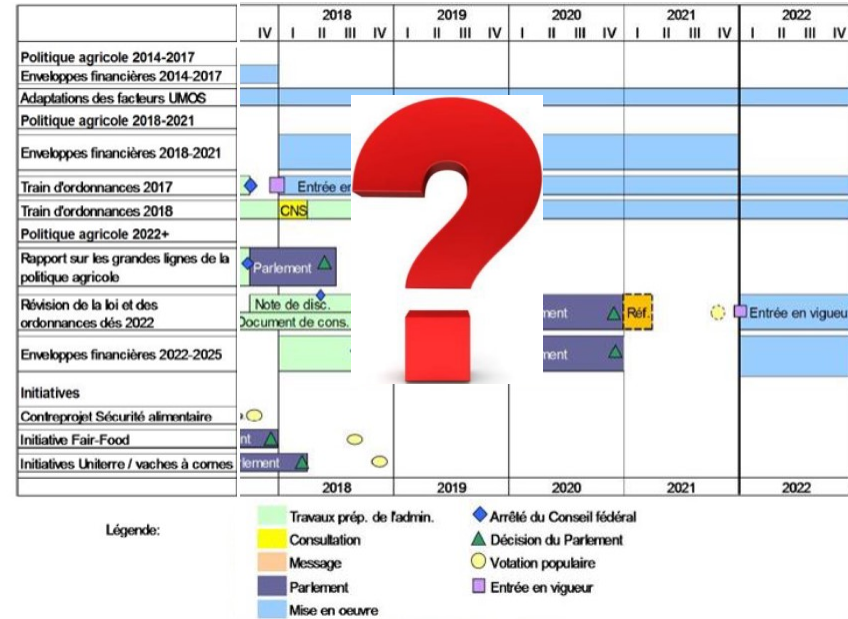 2018 2019 2020 2021 2022
IV I II III IV I II III IV I II III IV I II III IV I II III IV
Politique agricole 2014-2017
Enveloppes financières 2014-2017
Adaptations des facteurs UMOS
Politique agricole 2018-2021
Enveloppes financières 2018-2021
Train d'ordonnances 2017 Entrée en
Train d'ordonnances 2018 CNS
Politique agricole 2022+
Rapport sur les grandes lignes de la
politique agricole
Parlement
Révision de la loi et des
ordonnances dés 2022
Note de disc.
Document de cons.
ment Réf. Entrée en vigueur
Enveloppes financières 2022-2025 ment
Initiatives
Contreprojet Sécurité alimentaire
Initiative Fair-Food nt
Initiatives Uniterre / vaches à cornes lement
2018 2019 2020 2021 2022
Légende:
Travaux prép. de l'admin.
Consultation
Message
Parlement
Mise en oeuvre
Arrêté du Conseil fédéral
Décision du Parlement
Votation populaire
Entrée en vigueur
?